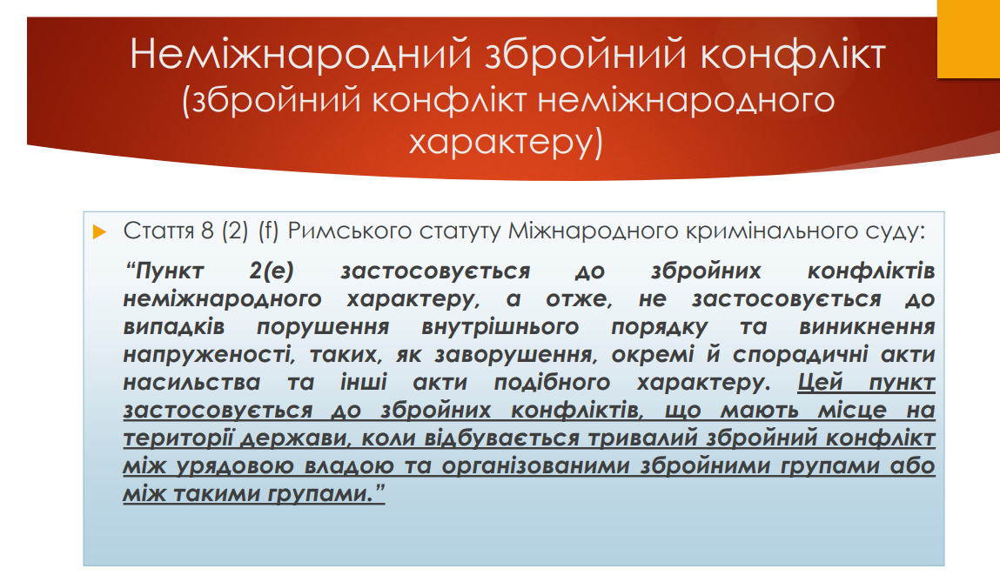 Неміжнародний збройний конфлікт
(збройний конфлікт неміжнародного
характеру)
Стаття 8 (2) (f) Римського статуту Міжнародного кримінального суду:
“Пункт 2(e) застосовується до збройних конфліктів
неміжнародного характеру, а отже, не застосовується до
випадків порушення внутрішнього порядку та виникнення
напруженості, таких, як заворушення, окремі й спорадичні акти
насильства та інші акти подібного характеру. Цей пункт
застосовується до збройних конфліктів, що мають місце на
території держави, коли відбувається тривалий збройний конфлікт
між урядовою владою та організованими збройними групами або
між такими групами.”